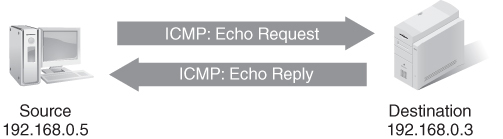 ICMP: Echo Request
ICMP: Echo Reply
Source
192.168.0.5
Destination
192.168.0.3